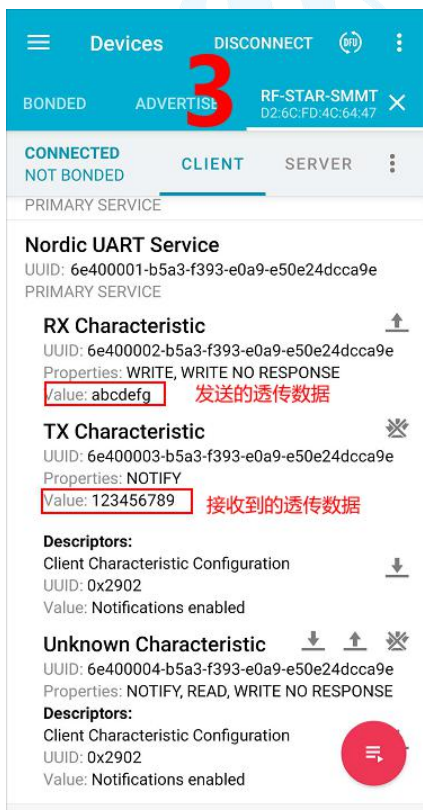 Devices DISCONNECT DFU
3
BONDED ADVERTISE RF-STAR-SMMT
D2:6C:FD:4C:64:47
CONNECTED
NOT BONDED CLIENT SERVER
PRIMARY SERVICE
Nordic UART Service
UUID: 6e400001-b5a3-f393-e0a9-e50e24dcca9e
PRIMARY SERVICE
RX Characteristic
UUID: 6e400002-b5a3-f393-e0a9-e50e24dcca9e
Properties: WRITE, WRITE NO RESPONSE
Value: abcdefg 发送的透传数据
TX Characteristic
UUID: 6e400003-b5a3-f393-e0a9-e50e24dcca9e
Properties: NOTIFY
Value: 123456789 接收到的透传数据
Descriptors:
Client Characteristic Configuration
UUID: 0x2902
Value: Notifications enabled
Unknown Characteristic
UUID: 6e400004-b5a3-f393-e0a9-e50e24dcca9e
Properties: NOTIFY, READ, WRITE NO RESPONSE
Descriptors:
Client Characteristic Configuration
UUID: 0x2902
Value: Notifications enabled